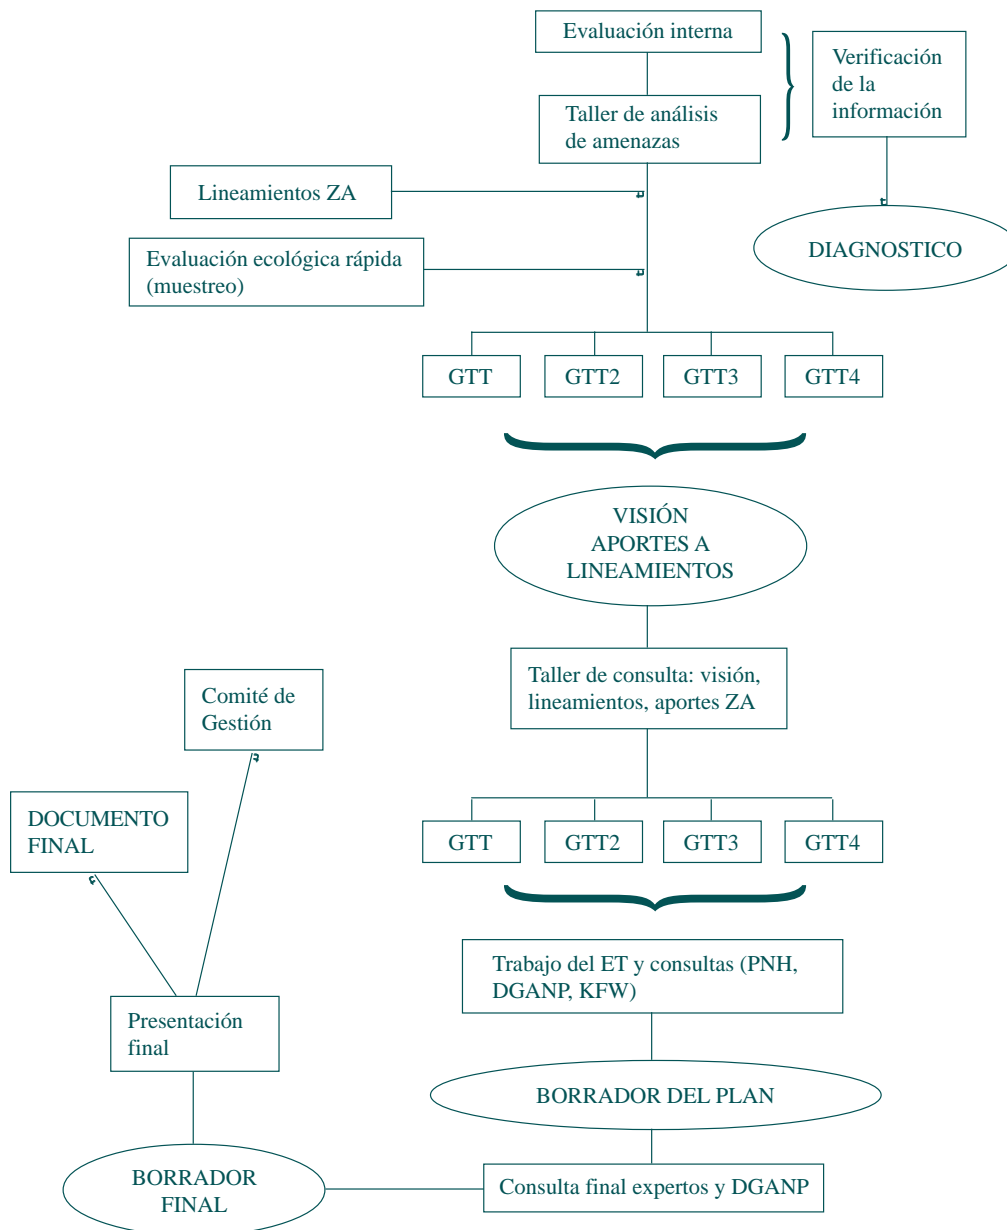 Evaluación interna
Verificación
de la
información
Taller de análisis
de amenazas
Lineamientos ZA
DIAGNOSTICO
Evaluación ecológica rápida
(muestreo)
GTT
GTT2
GTT3
GTT4
VISIÓN
APORTES A
LINEAMIENTOS
Taller de consulta: visión,
lineamientos, aportes ZA
Comité de
Gestión
DOCUMENTO
FINAL
GTT
GTT2
GTT3
GTT4
Trabajo del ET y consultas (PNH,
DGANP, KFW)
Presentación
final
BORRADOR DEL PLAN
BORRADOR
FINAL
Consulta final expertos y DGANP